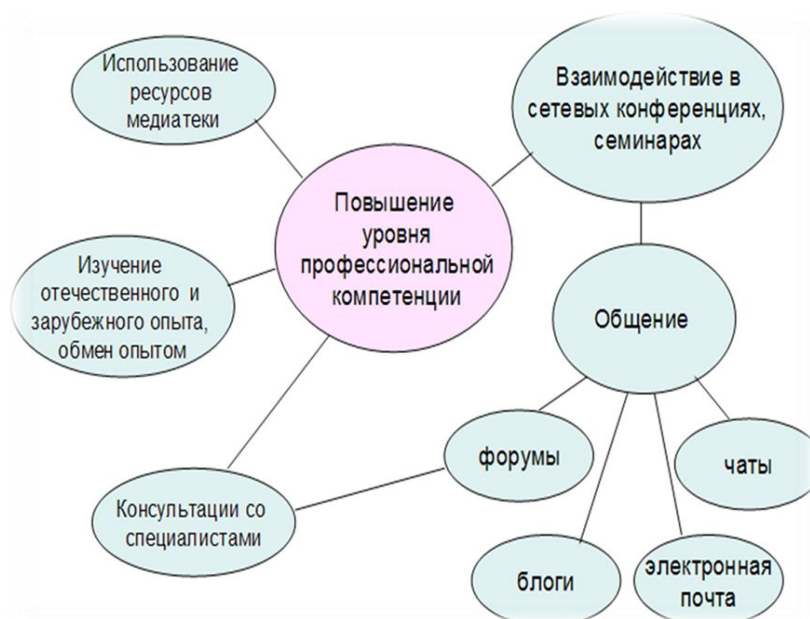 Использование
ресурсов
медиатеки
Взаимодействие в
сетевых конференциях,
семинарах
Повышение
уровня
профессиональной
компетенции
Изучение
отечественного и
зарубежного опыта,
обмен опытом
Общение
форумы
чаты
Консультации со
специалистами
блоги
электронная
почта